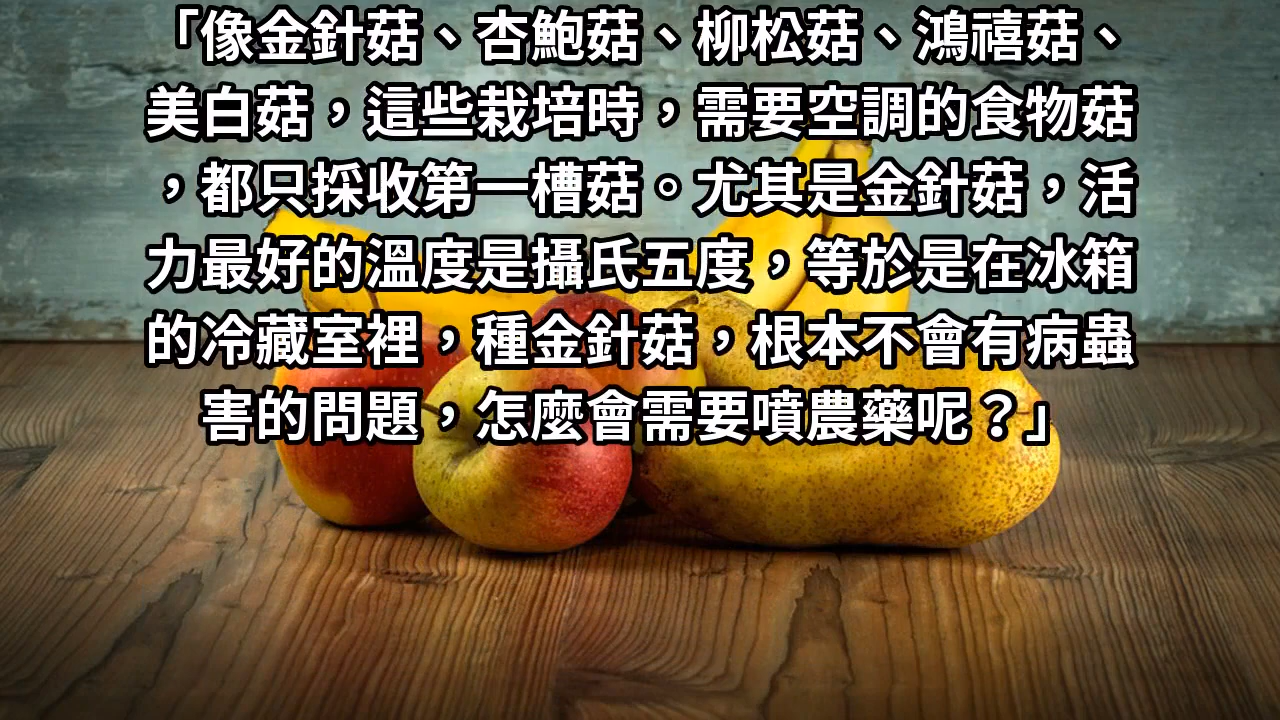 「像金針菇、杏鮑菇、柳松菇、鴻禧菇、
美白菇，這些栽培時，需要空調的食物菇
，都只採收第一槽菇。尤其是金針菇，活
力最好的溫度是攝氏五度，等於是在冰箱
的冷藏室裡，種金針菇，根本不會有病蟲
害的問題，怎麼會需要噴農藥呢？」